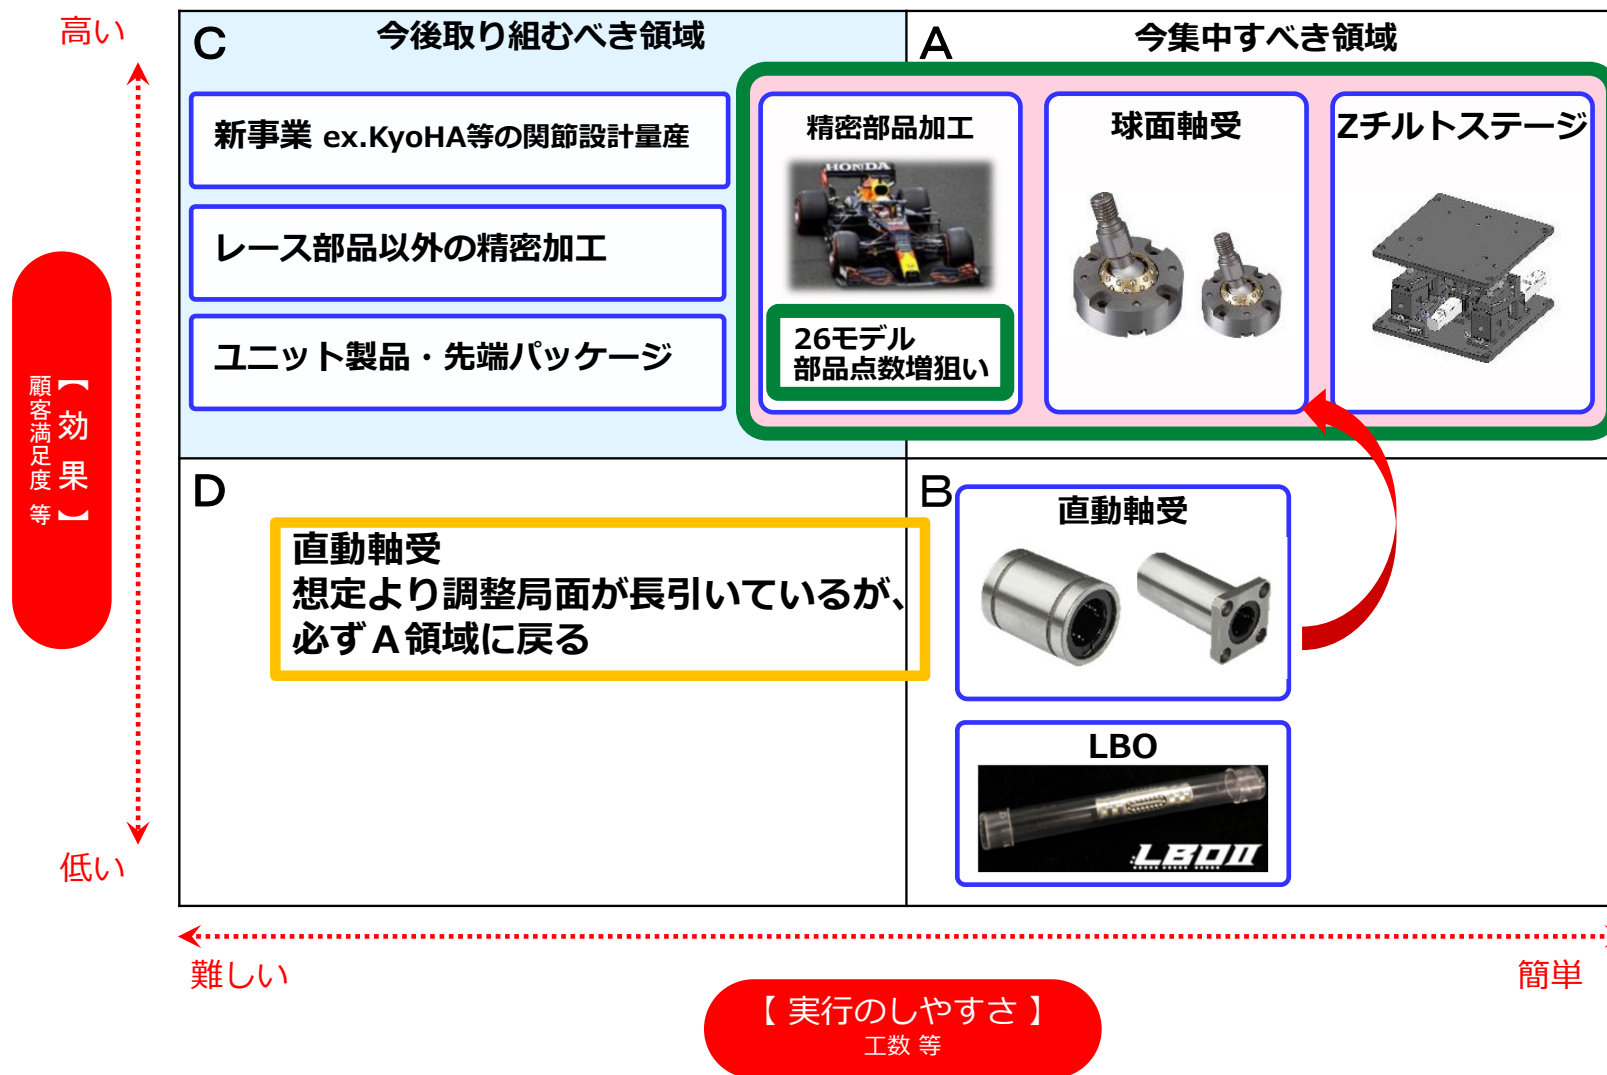 高い
C
今後取り組むべき領域
A
今集中すべき領域
新事業 ex.KyoHA等の関節設計量産
レース部品以外の精密加工
ユニット製品・先端パッケージ
精密部品加工
HONDA
26モデル
部品点数増狙い
球面軸受
Zチルトステージ
【効果】
顧客満足度 等
D
直動軸受
想定より調整局面が長引いているが、
必ずA領域に戻る
B
直動軸受
LBO
LBOII
低い
難しい
簡単
【 実行のしやすさ 】
工数 等